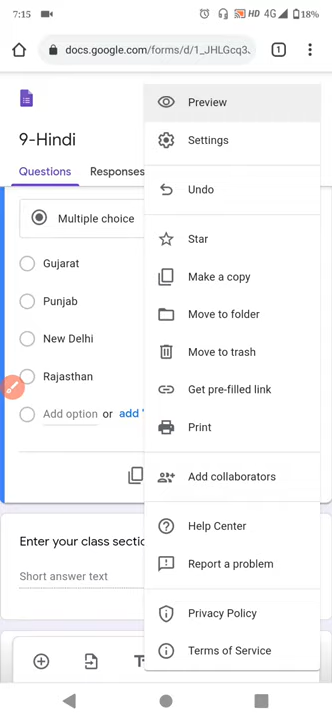 7:15 HD 4G 18%
docs.google.com/forms/d/1_JHLGcq3 1
9-Hindi
Questions Responses
Multiple choice
Gujarat
Punjab
New Delhi
Rajasthan
Add option or add "
Enter your class sectio
Short answer text
Preview
Settings
Undo
Star
Make a copy
Move to folder
Move to trash
Get pre-filled link
Print
Add collaborators
Help Center
Report a problem
Privacy Policy
Terms of Service